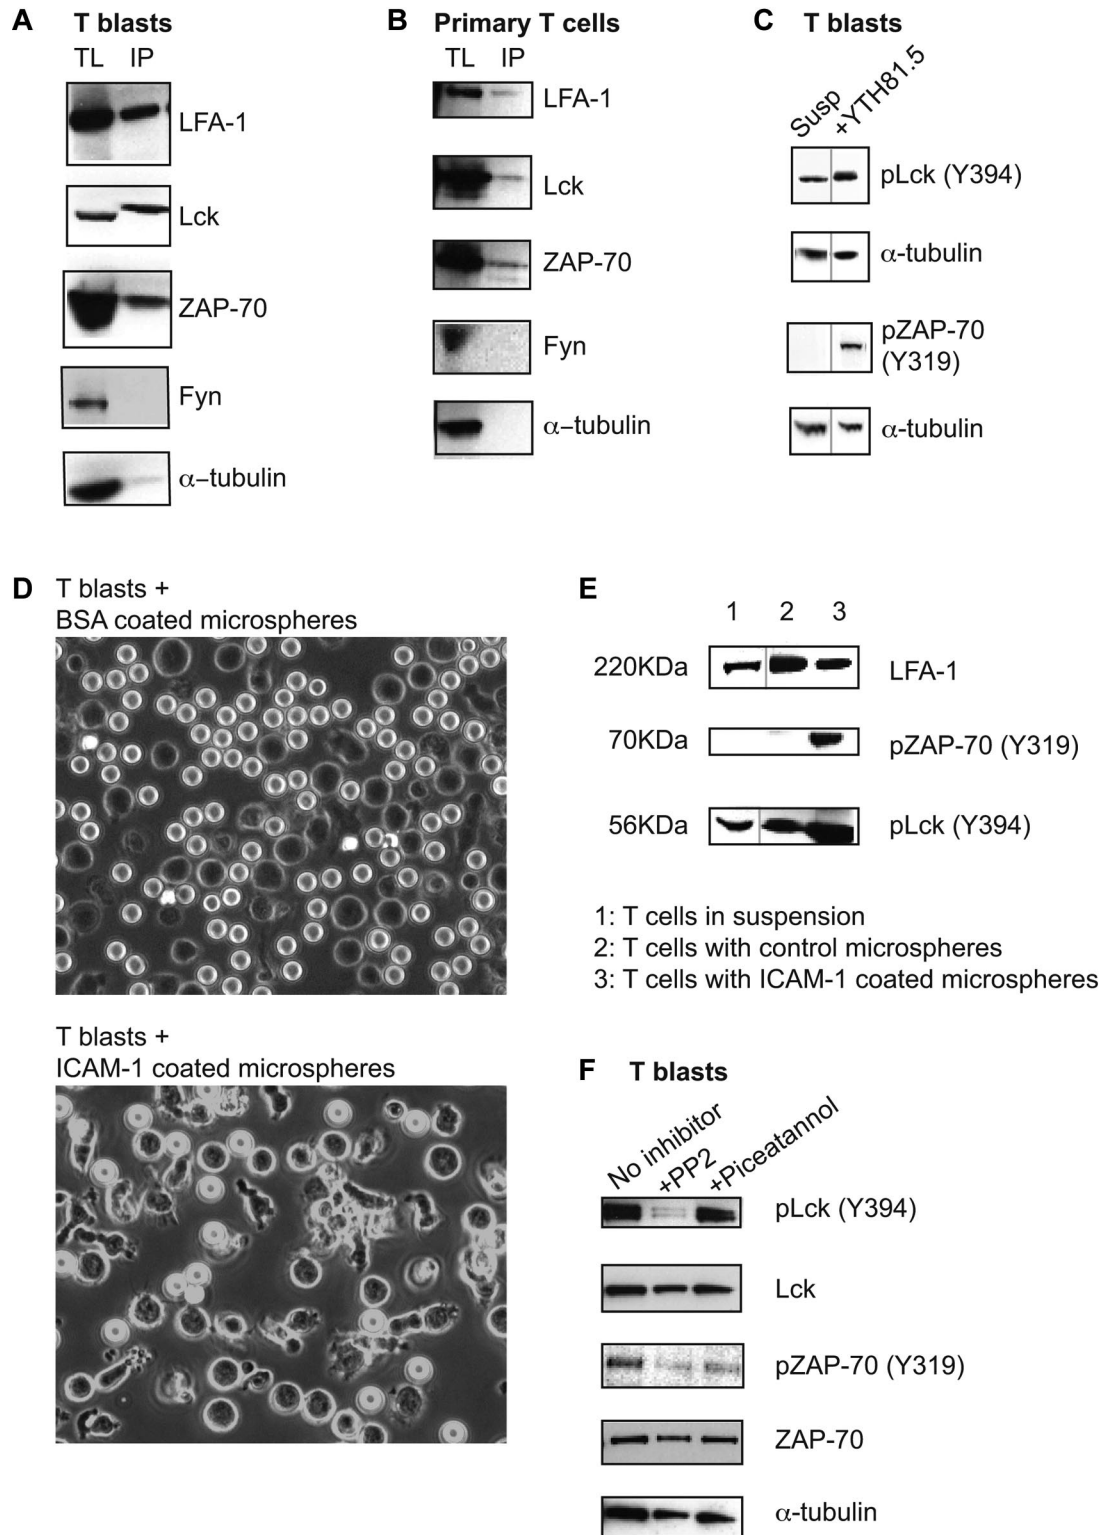 A T blasts
TL IP
LFA-1
Lck
ZAP-70
Fyn
α-tubulin
B Primary T cells
TL IP
LFA-1
Lck
ZAP-70
Fyn
α-tubulin
C T blasts
Susp
+YTH81.5
pLck (Y394)
α-tubulin
pZAP-70
(Y319)
α-tubulin
D T blasts +
BSA coated microspheres
T blasts +
ICAM-1 coated microspheres
E
1 2 3
220KDa LFA-1
70KDa pZAP-70 (Y319)
56KDa pLck (Y394)
1: T cells in suspension
2: T cells with control microspheres
3: T cells with ICAM-1 coated microspheres
F T blasts
No inhibitor
+PP2
+Piceatannol
pLck (Y394)
Lck
pZAP-70 (Y319)
ZAP-70
α-tubulin